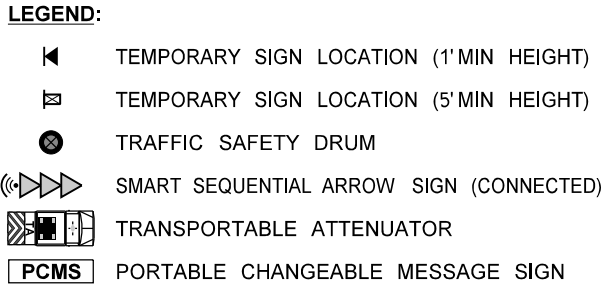 LEGEND:
TEMPORARY SIGN LOCATION (1' MIN HEIGHT)
TEMPORARY SIGN LOCATION (5' MIN HEIGHT)
TRAFFIC SAFETY DRUM
SMART SEQUENTIAL ARROW SIGN (CONNECTED)
TA TRANSPORTABLE ATTENUATOR
PCMS PORTABLE CHANGEABLE MESSAGE SIGN